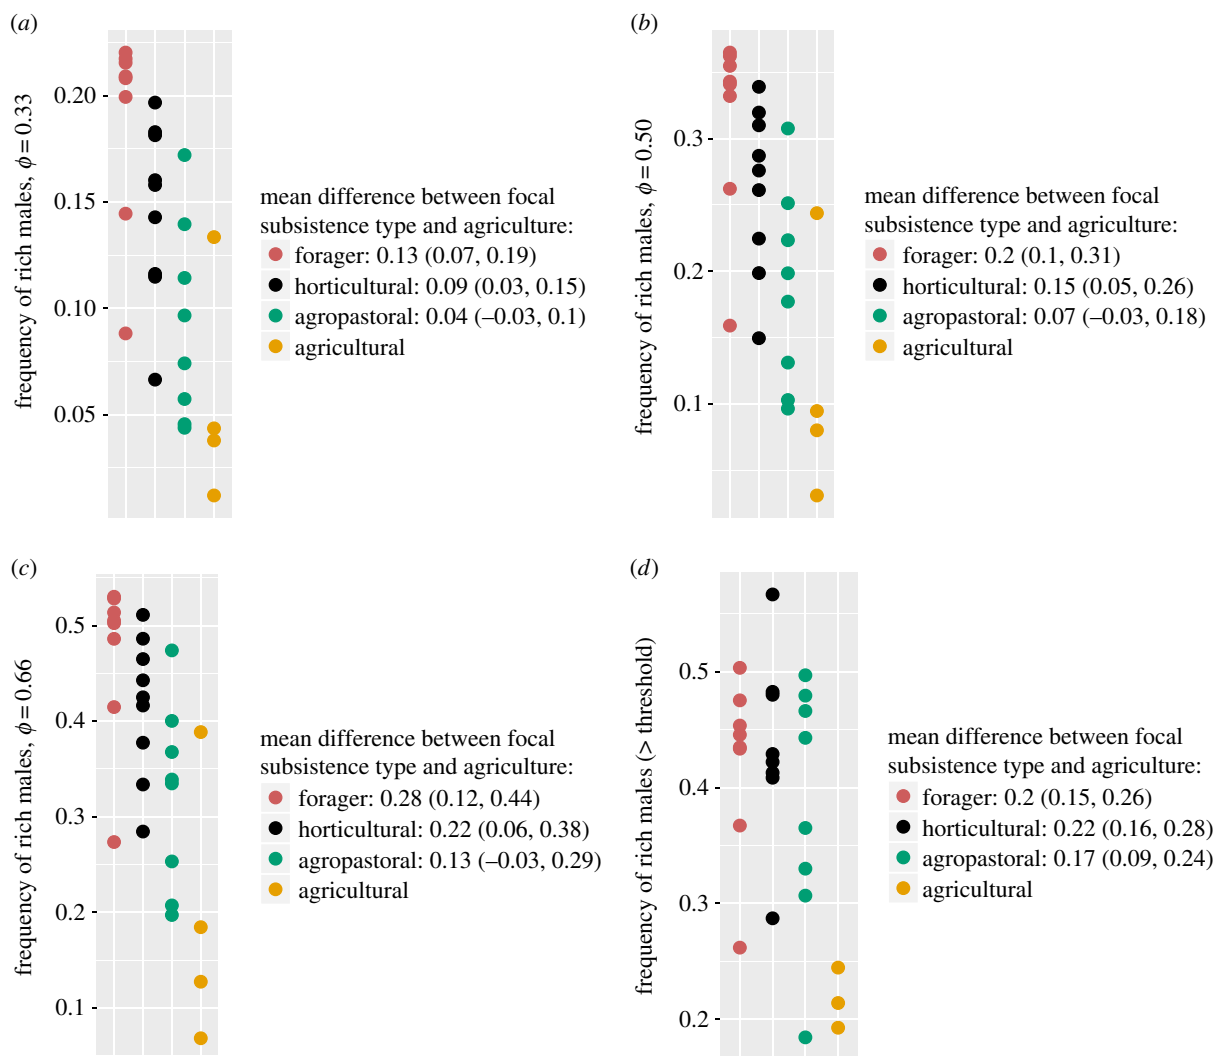 (a)
frequency of rich males, ϕ = 0.33
0.20
0.15
0.10
0.05
mean difference between focal
subsistence type and agriculture:
forager: 0.13 (0.07, 0.19)
horticultural: 0.09 (0.03, 0.15)
agropastoral: 0.04 (–0.03, 0.1)
agricultural
(b)
frequency of rich males, ϕ = 0.50
0.3
0.2
0.1
mean difference between focal
subsistence type and agriculture:
forager: 0.2 (0.1, 0.31)
horticultural: 0.15 (0.05, 0.26)
agropastoral: 0.07 (–0.03, 0.18)
agricultural
(c)
frequency of rich males, ϕ = 0.66
0.5
0.4
0.3
0.2
0.1
mean difference between focal
subsistence type and agriculture:
forager: 0.28 (0.12, 0.44)
horticultural: 0.22 (0.06, 0.38)
agropastoral: 0.13 (–0.03, 0.29)
agricultural
(d)
frequency of rich males (> threshold)
0.5
0.4
0.3
0.2
mean difference between focal
subsistence type and agriculture:
forager: 0.2 (0.15, 0.26)
horticultural: 0.22 (0.16, 0.28)
agropastoral: 0.17 (0.09, 0.24)
agricultural